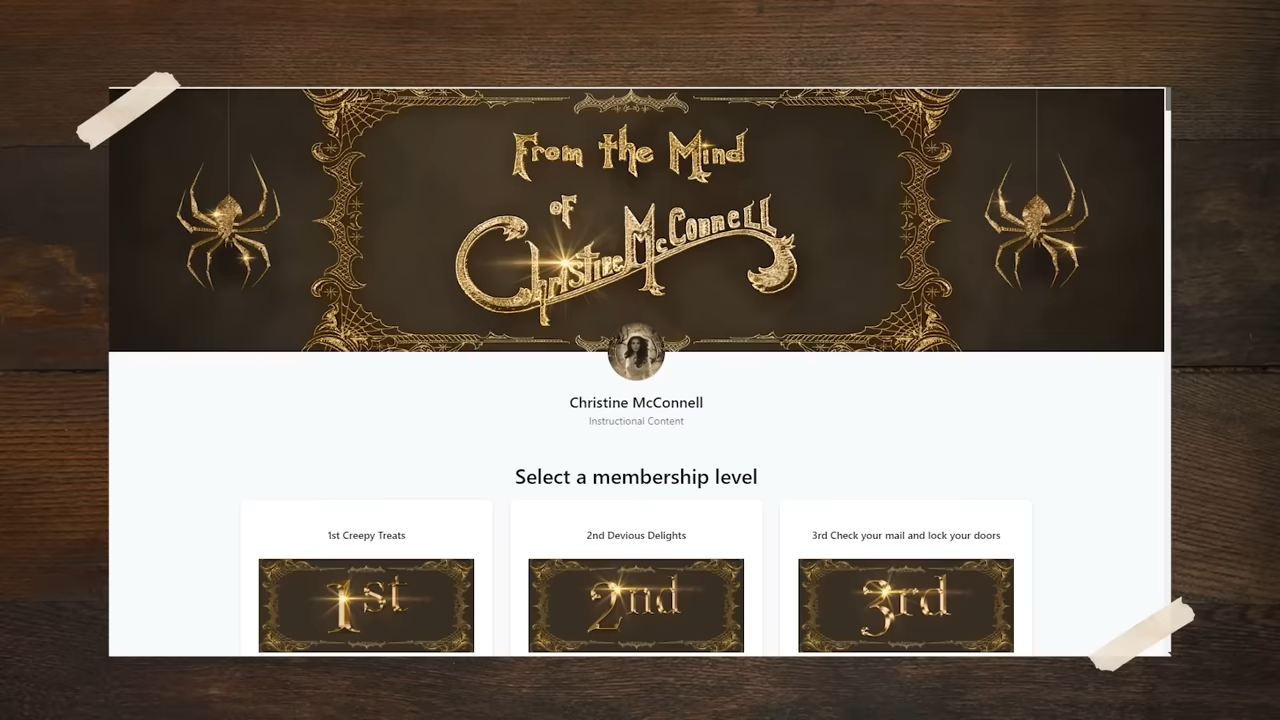 From the Mind
of
Christine McConnell
Christine McConnell
Instructional Content
Select a membership level
1st Creepy Treats
2nd Devious Delights
3rd Check your mail and lock your doors
1st
2nd
3rd